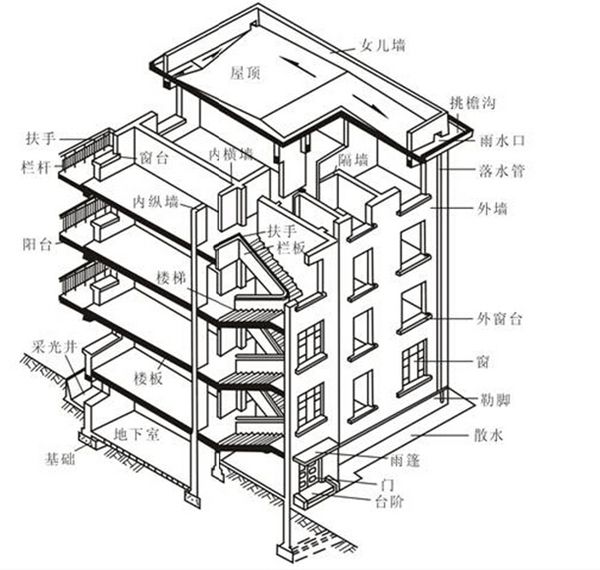 女儿墙
屋顶
挑檐沟
扶手
雨水口
栏杆
窗台
内横墙
隔墙
落水管
内纵墙
外墙
扶手
阳台
栏板
楼梯
外窗台
采光井
窗
楼板
勒脚
地下室
散水
基础
雨篷
门
台阶